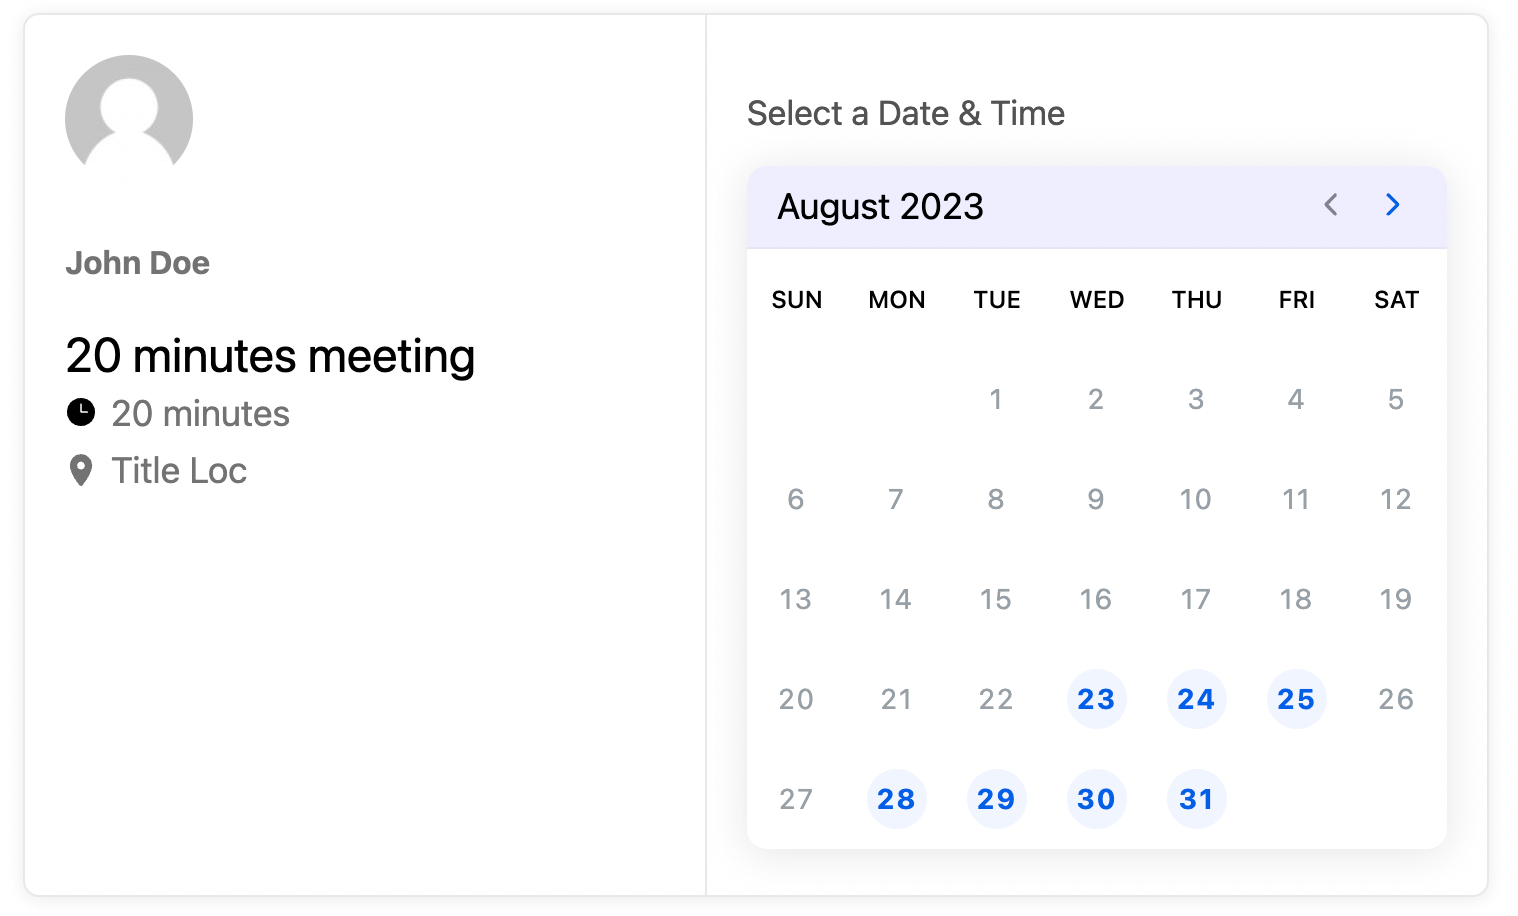 John Doe
20 minutes meeting
20 minutes
Title Loc
Select a Date & Time
August 2023
SUN MON TUE WED THU FRI SAT
1 2 3 4 5
6 7 8 9 10 11 12
13 14 15 16 17 18 19
20 21 22 23 24 25 26
27 28 29 30 31